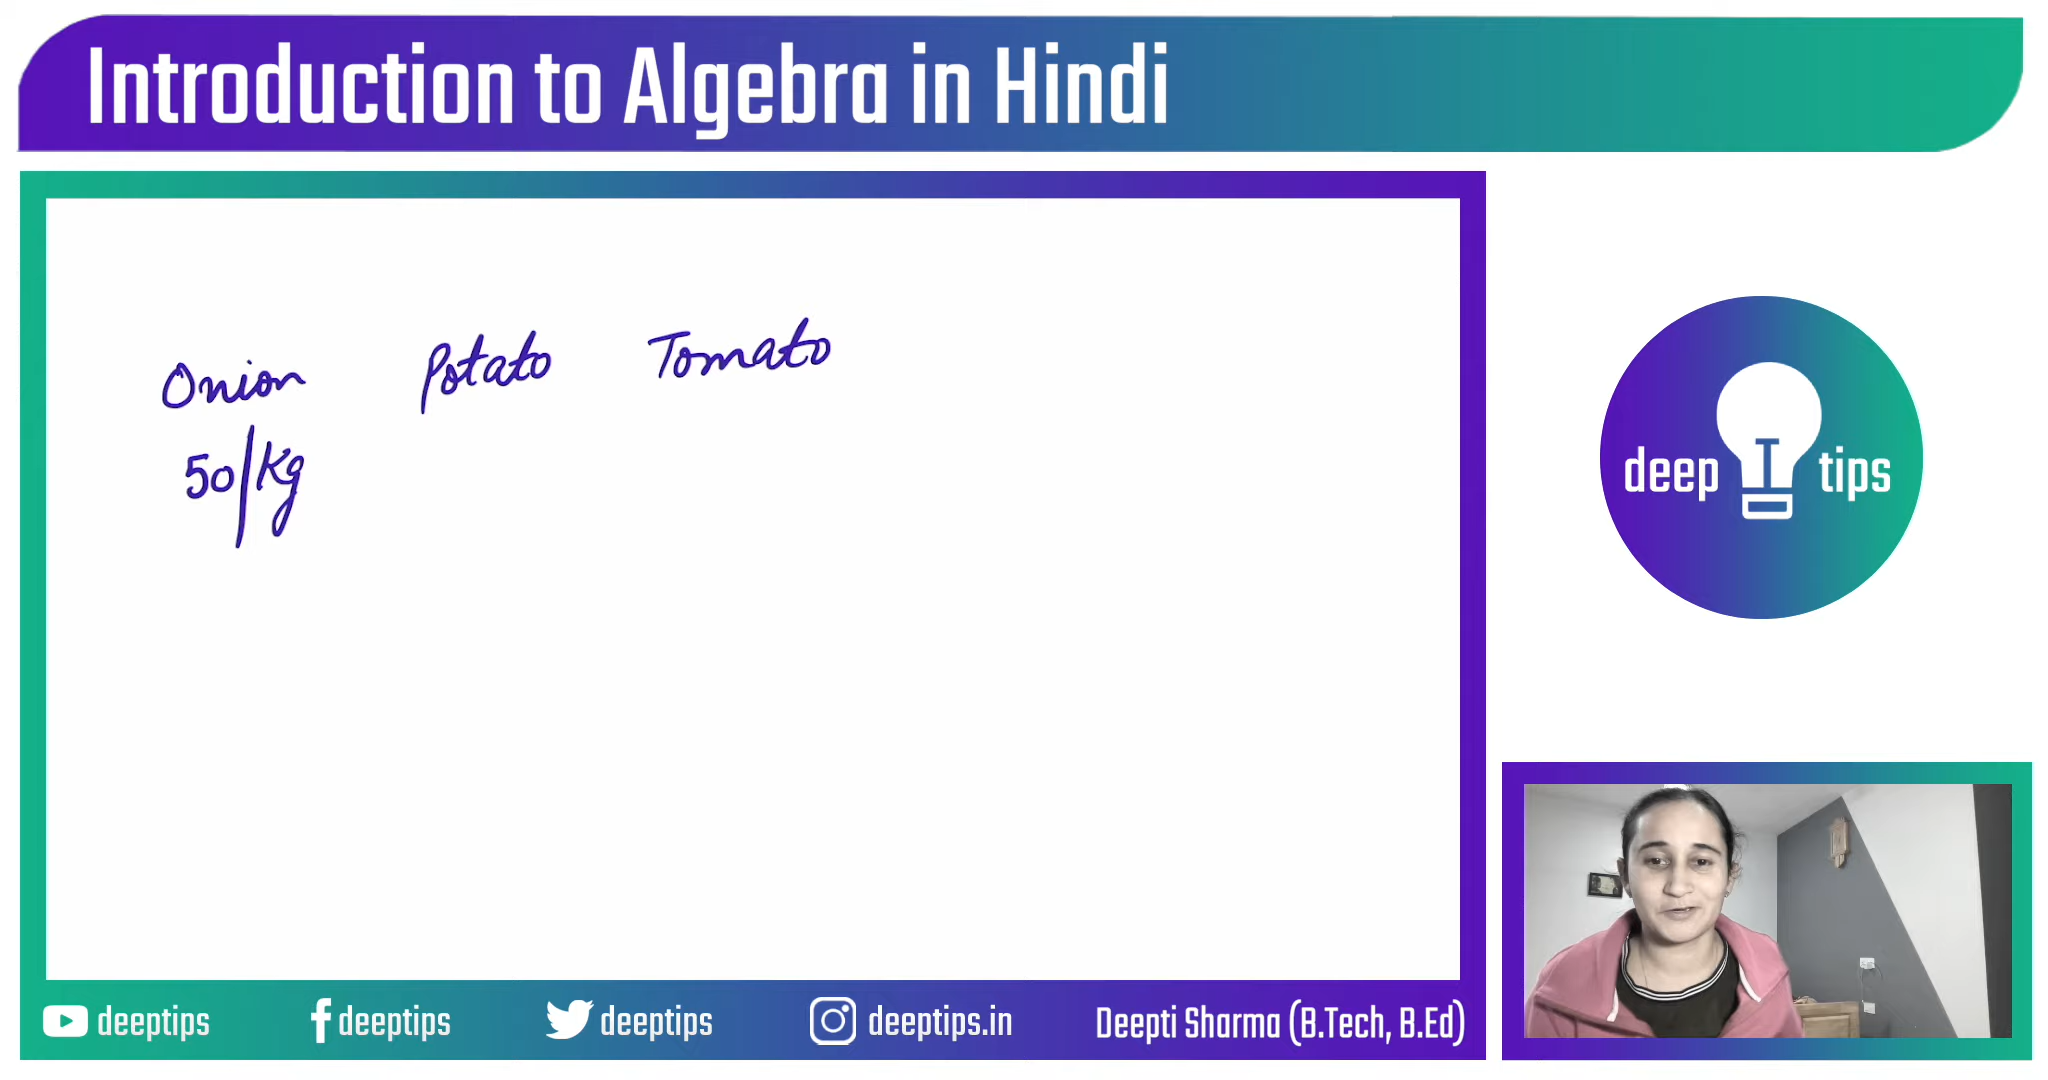 Introduction to Algebra in Hindi
Onion Potato Tomato
50/kg
deep tips
deeptips deeptips deeptips deeptips.in Deepti Sharma (B.Tech, B.Ed)